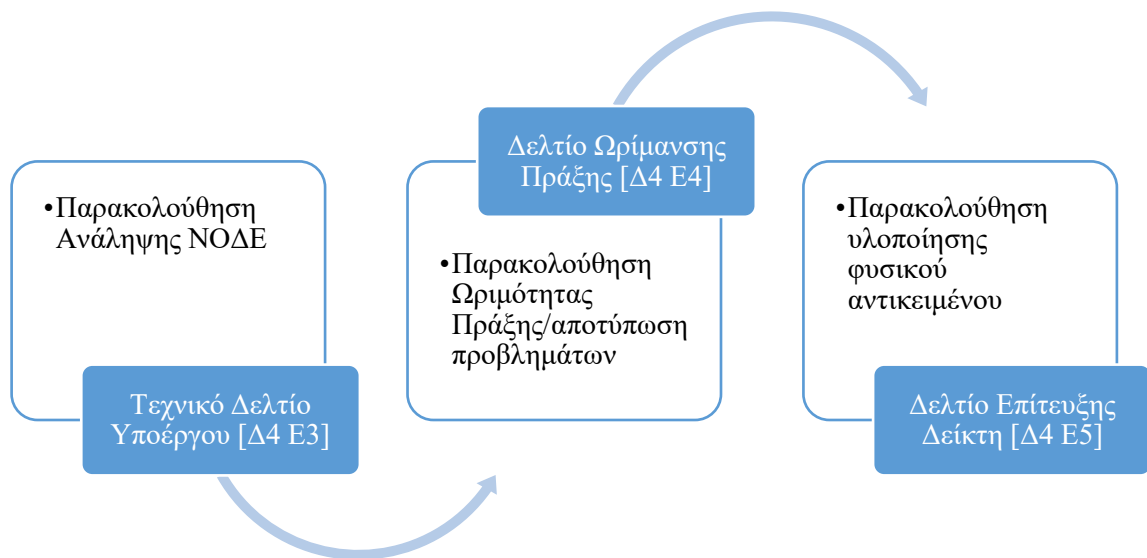 •Παρακολούθηση
Ανάληψης ΝΟΔΕ
Τεχνικό Δελτίο
Υποέργου [Δ4 Ε3]
Δελτίο Ωρίμανσης
Πράξης [Δ4 Ε4]
•Παρακολούθηση
Ωριμότητας
Πράξης/αποτύπωση
προβλημάτων
•Παρακολούθηση
υλοποίησης
φυσικού
αντικειμένου
Δελτίο Επίτευξης
Δείκτη [Δ4 Ε5]